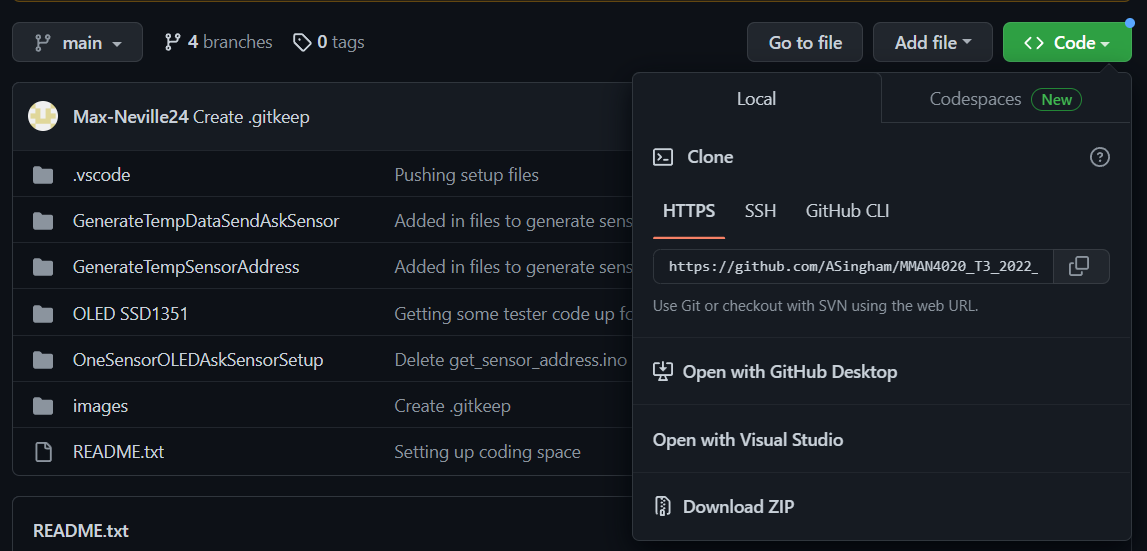 main 4 branches 0 tags Go to file Add file <> Code
Max-Neville24 Create .gitkeep
.vscode Pushing setup files
GenerateTempDataSendAskSensor Added in files to generate sens
GenerateTempSensorAddress Added in files to generate sens
OLED SSD1351 Getting some tester code up fo
OneSensorOLEDAskSensorSetup Delete get_sensor_address.ino
images Create .gitkeep
README.txt Setting up coding space
README.txt
Local Codespaces New
Clone
HTTPS SSH GitHub CLI
https://github.com/ASingham/MMAN4020_T3_2022_
Use Git or checkout with SVN using the web URL.
Open with GitHub Desktop
Open with Visual Studio
Download ZIP